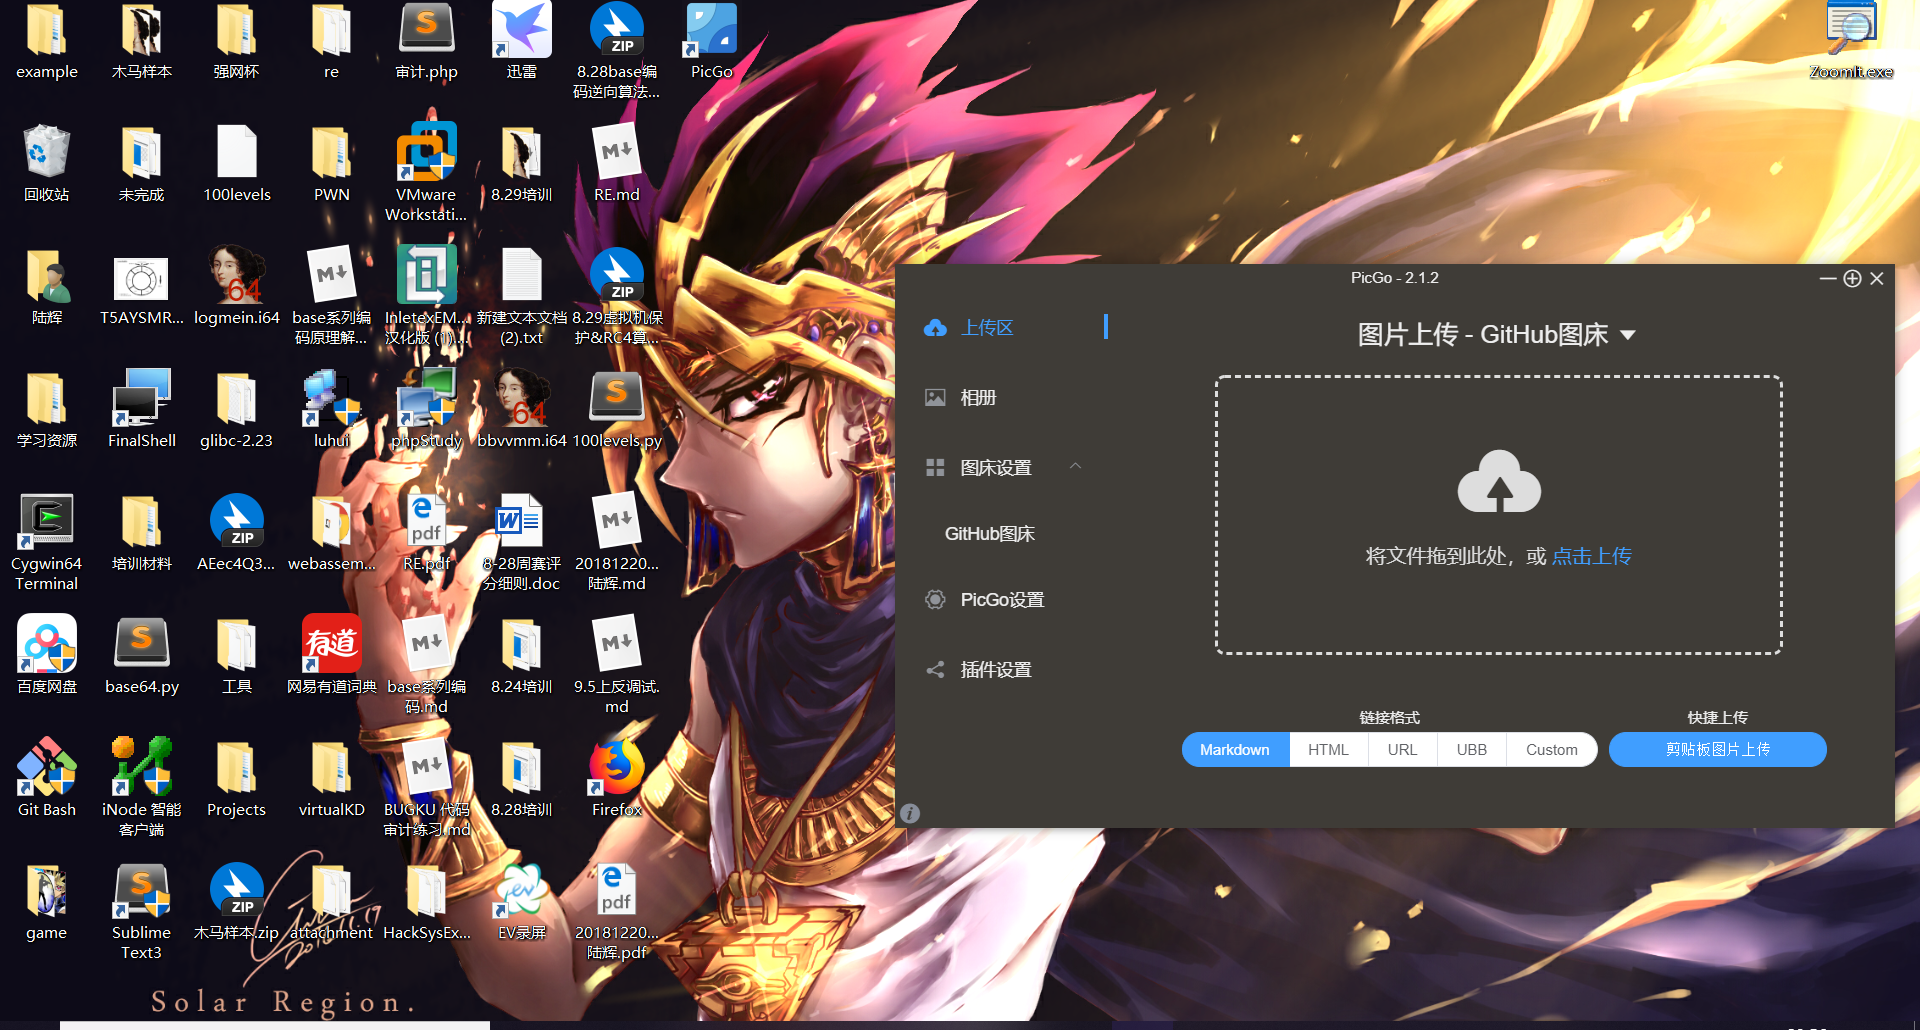 example
木马样本
强网杯
re
审计.php
迅雷
ZIP
8.28base编
码逆向算法...
PicGo
ZoomIt.exe
回收站
未完成
100levels
PWN
VMware
Workstati...
8.29培训
RE.md
陆辉
T5AYSMR...
64
logmein.i64
base系列编
码原理解...
InletexEM...
汉化版 (1)....
新建文本文档
(2).txt
ZIP
8.29虚拟机保
护&RC4算...
学习资源
FinalShell
glibc-2.23
luhui
phpStudy
64
bbvvmm.i64
100levels.py
Cygwin64
Terminal
培训材料
ZIP
AEec4Q3...
webassem...
pdf
RE.pdf
8-28周赛评
分细则.doc
20181220...
陆辉.md
百度网盘
base64.py
工具
有道
网易有道词典
base系列编
码.md
8.24培训
9.5上反调试.
md
Git Bash
iNode 智能
客户端
Projects
virtualKD
BUGKU 代码
审计练习.md
8.28培训
Firefox
game
Sublime
Text3
ZIP
木马样本.zip
attachment
HackSysEx...
ev
EV录屏
pdf
20181220...
陆辉.pdf
Solar Region.
PicGo - 2.1.2
上传区
相册
图床设置
GitHub图床
PicGo设置
插件设置
图片上传 - GitHub图床
将文件拖到此处，或 点击上传
链接格式
快捷上传
Markdown
HTML
URL
UBB
Custom
剪贴板图片上传